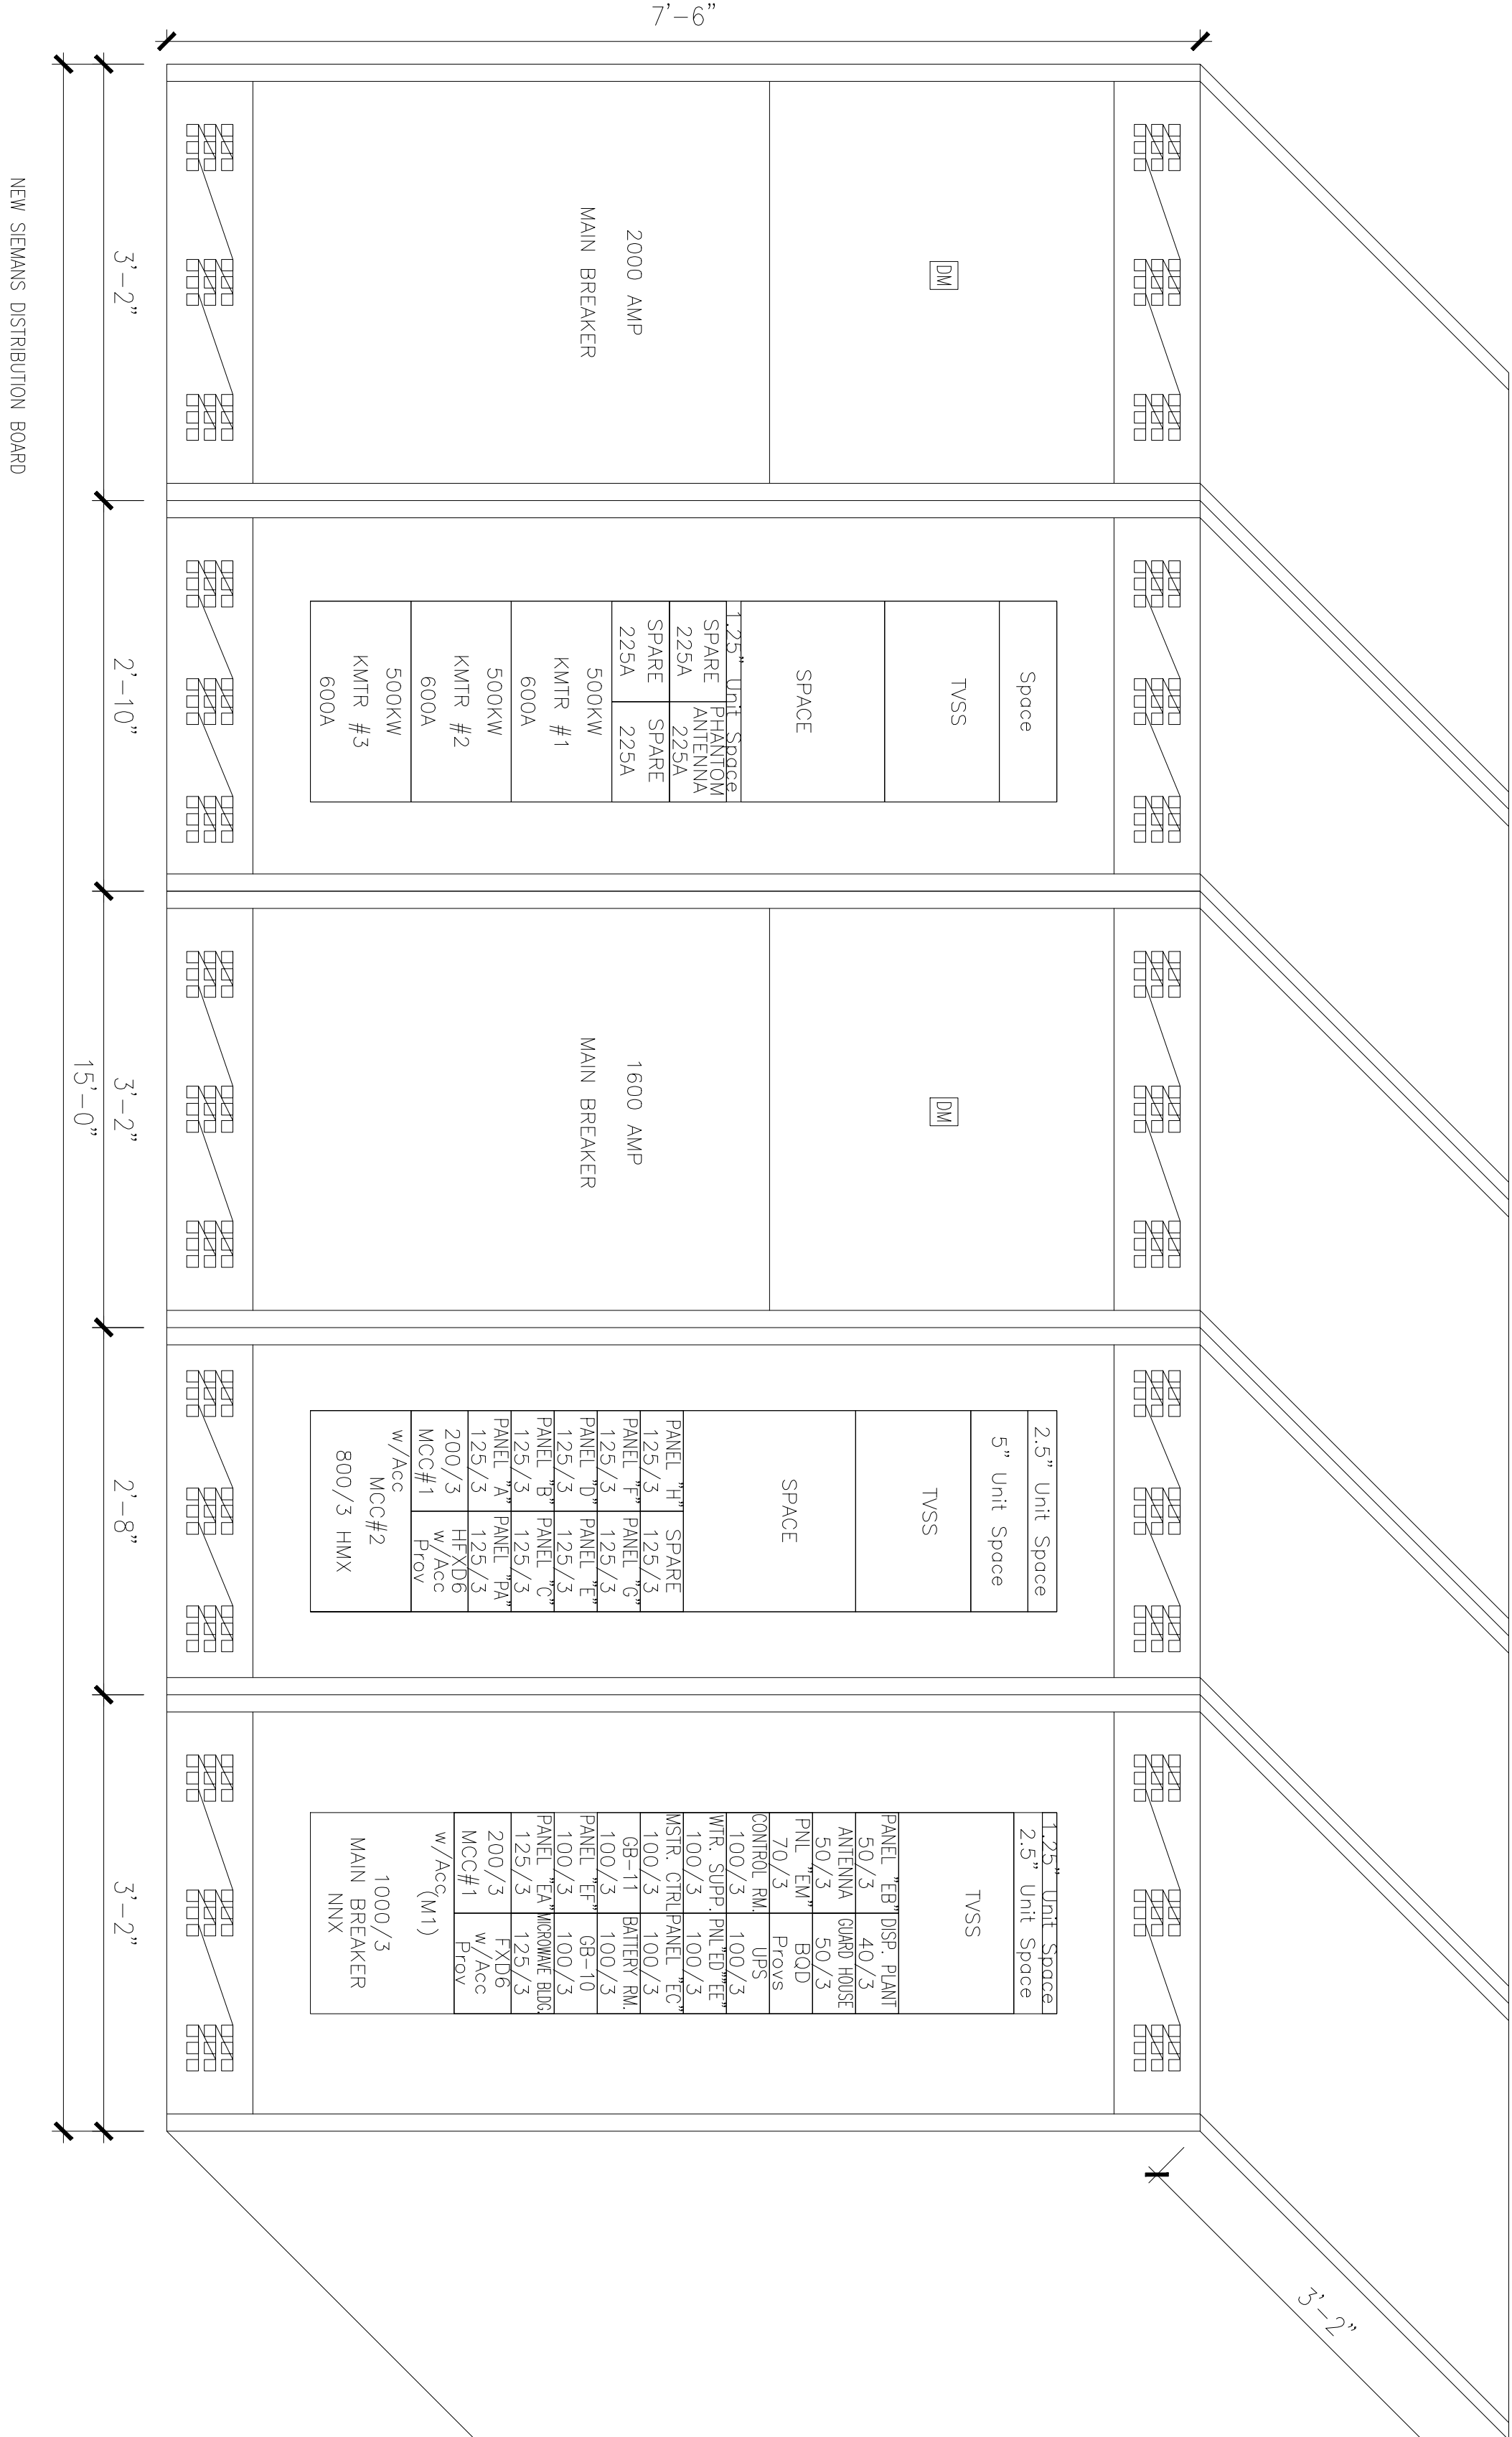 7'-6"
DM
2000 AMP
MAIN BREAKER
Space
TVSS
SPACE
1.25" Unit Space
SPARE
225A
PHANTOM
ANTENNA
225A
SPARE
225A
SPARE
225A
500KW
KMTR #1
600A
500KW
KMTR #2
600A
500KW
KMTR #3
600A
DM
1600 AMP
MAIN BREAKER
2.5" Unit Space
5" Unit Space
TVSS
SPACE
PANEL "H"
125/3
SPARE
125/3
PANEL "F"
125/3
PANEL "G"
125/3
PANEL "D"
125/3
PANEL "E"
125/3
PANEL "B"
125/3
PANEL "C"
125/3
PANEL "A"
125/3
PANEL "PA"
125/3
200/3
MCC#1
w/Acc
HFXD6
w/Acc
Prov
MCC#2
800/3 HMX
1.25" Unit Space
2.5" Unit Space
TVSS
PANEL "EB"
50/3
DISP. PLANT
40/3
ANTENNA
50/3
GUARD HOUSE
50/3
PNL "EM"
70/3
BQD
Provs
CONTROL RM.
100/3
UPS
100/3
WTR. SUPP.
100/3
PNL"ED""EE"
100/3
MSTR. CTRL
100/3
PANEL "EC"
100/3
GB-11
100/3
BATTERY RM.
100/3
PANEL "EF"
100/3
GB-10
100/3
PANEL "EA"
125/3
MICROWAVE BLDG.
125/3
200/3
MCC#1
w/Acc
FXD6
w/Acc
Prov
(M1)
1000/3
MAIN BREAKER
NNX
3'-2"
3'-2"
2'-10"
3'-2"
2'-8"
3'-2"
15'-0"
NEW SIEMANS DISTRIBUTION BOARD